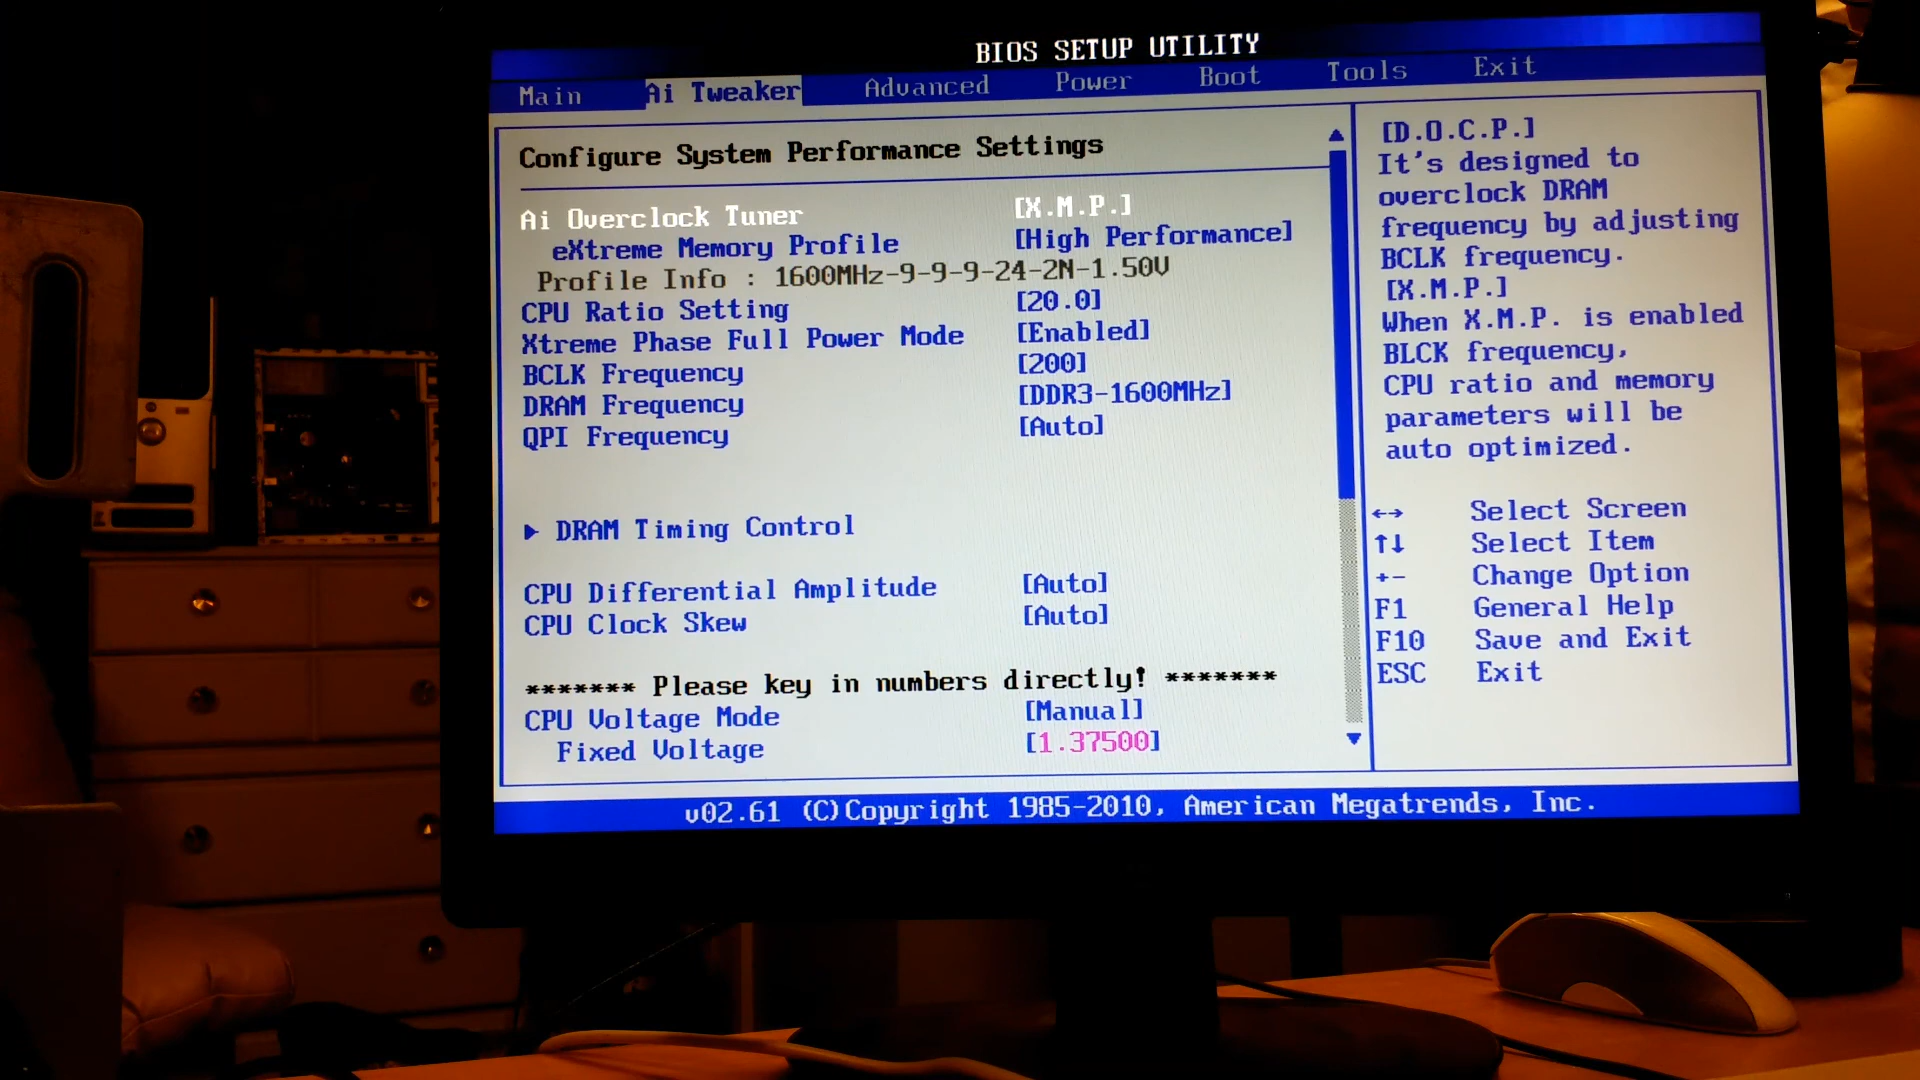 BIOS SETUP UTILITY
Main Ai Tweaker Advanced Power Boot Tools Exit
Configure System Performance Settings
Ai Overclock Tuner [X.M.P.]
eXtreme Memory Profile [High Performance]
Profile Info : 1600MHz-9-9-9-24-2N-1.50V
CPU Ratio Setting [20.0]
Xtreme Phase Full Power Mode [Enabled]
BCLK Frequency [200]
DRAM Frequency [DDR3-1600MHz]
QPI Frequency [Auto]
DRAM Timing Control
CPU Differential Amplitude [Auto]
CPU Clock Skew [Auto]
******* Please key in numbers directly! *******
CPU Voltage Mode [Manual]
Fixed Voltage [1.37500]
[D.O.C.P.]
It's designed to
overclock DRAM
frequency by adjusting
BCLK frequency.
[X.M.P.]
When X.M.P. is enabled
BLCK frequency,
CPU ratio and memory
parameters will be
auto optimized.
←→ Select Screen
↑↓ Select Item
+- Change Option
F1 General Help
F10 Save and Exit
ESC Exit
v02.61 (C)Copyright 1985-2010, American Megatrends, Inc.